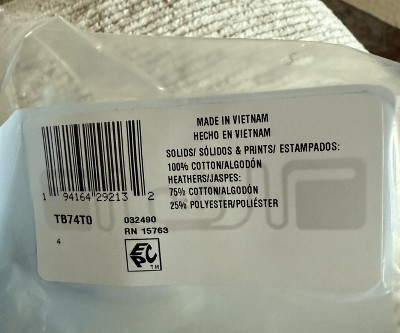 MADE IN VIETNAM
HECHO EN VIETNAM
SOLIDS/ SÓLIDOS & PRINTS/ ESTAMPADOS:
100% COTTON/ALGODÓN
HEATHERS/JASPES:
75% COTTON/ALGODÓN
25% POLYESTER/POLIÉSTER
1 94164 29213 2
TB74T0 032490
RN 15763
4
EPC TM